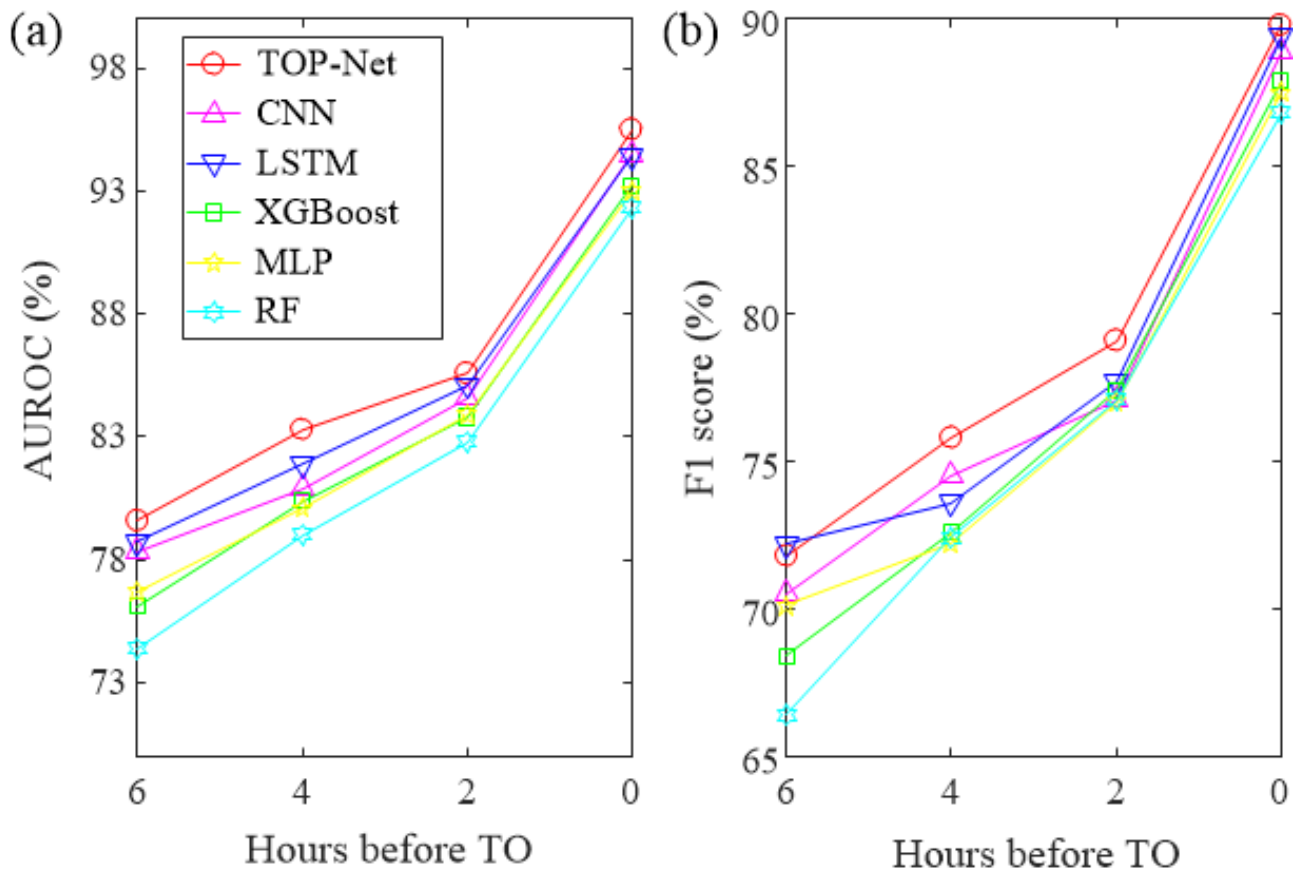 (a)
AUROC (%)
98
93
88
83
78
73
TOP-Net
CNN
LSTM
XGBoost
MLP
RF
6 4 2 0
Hours before TO
(b)
F1 score (%)
90
85
80
75
70
65
6 4 2 0
Hours before TO